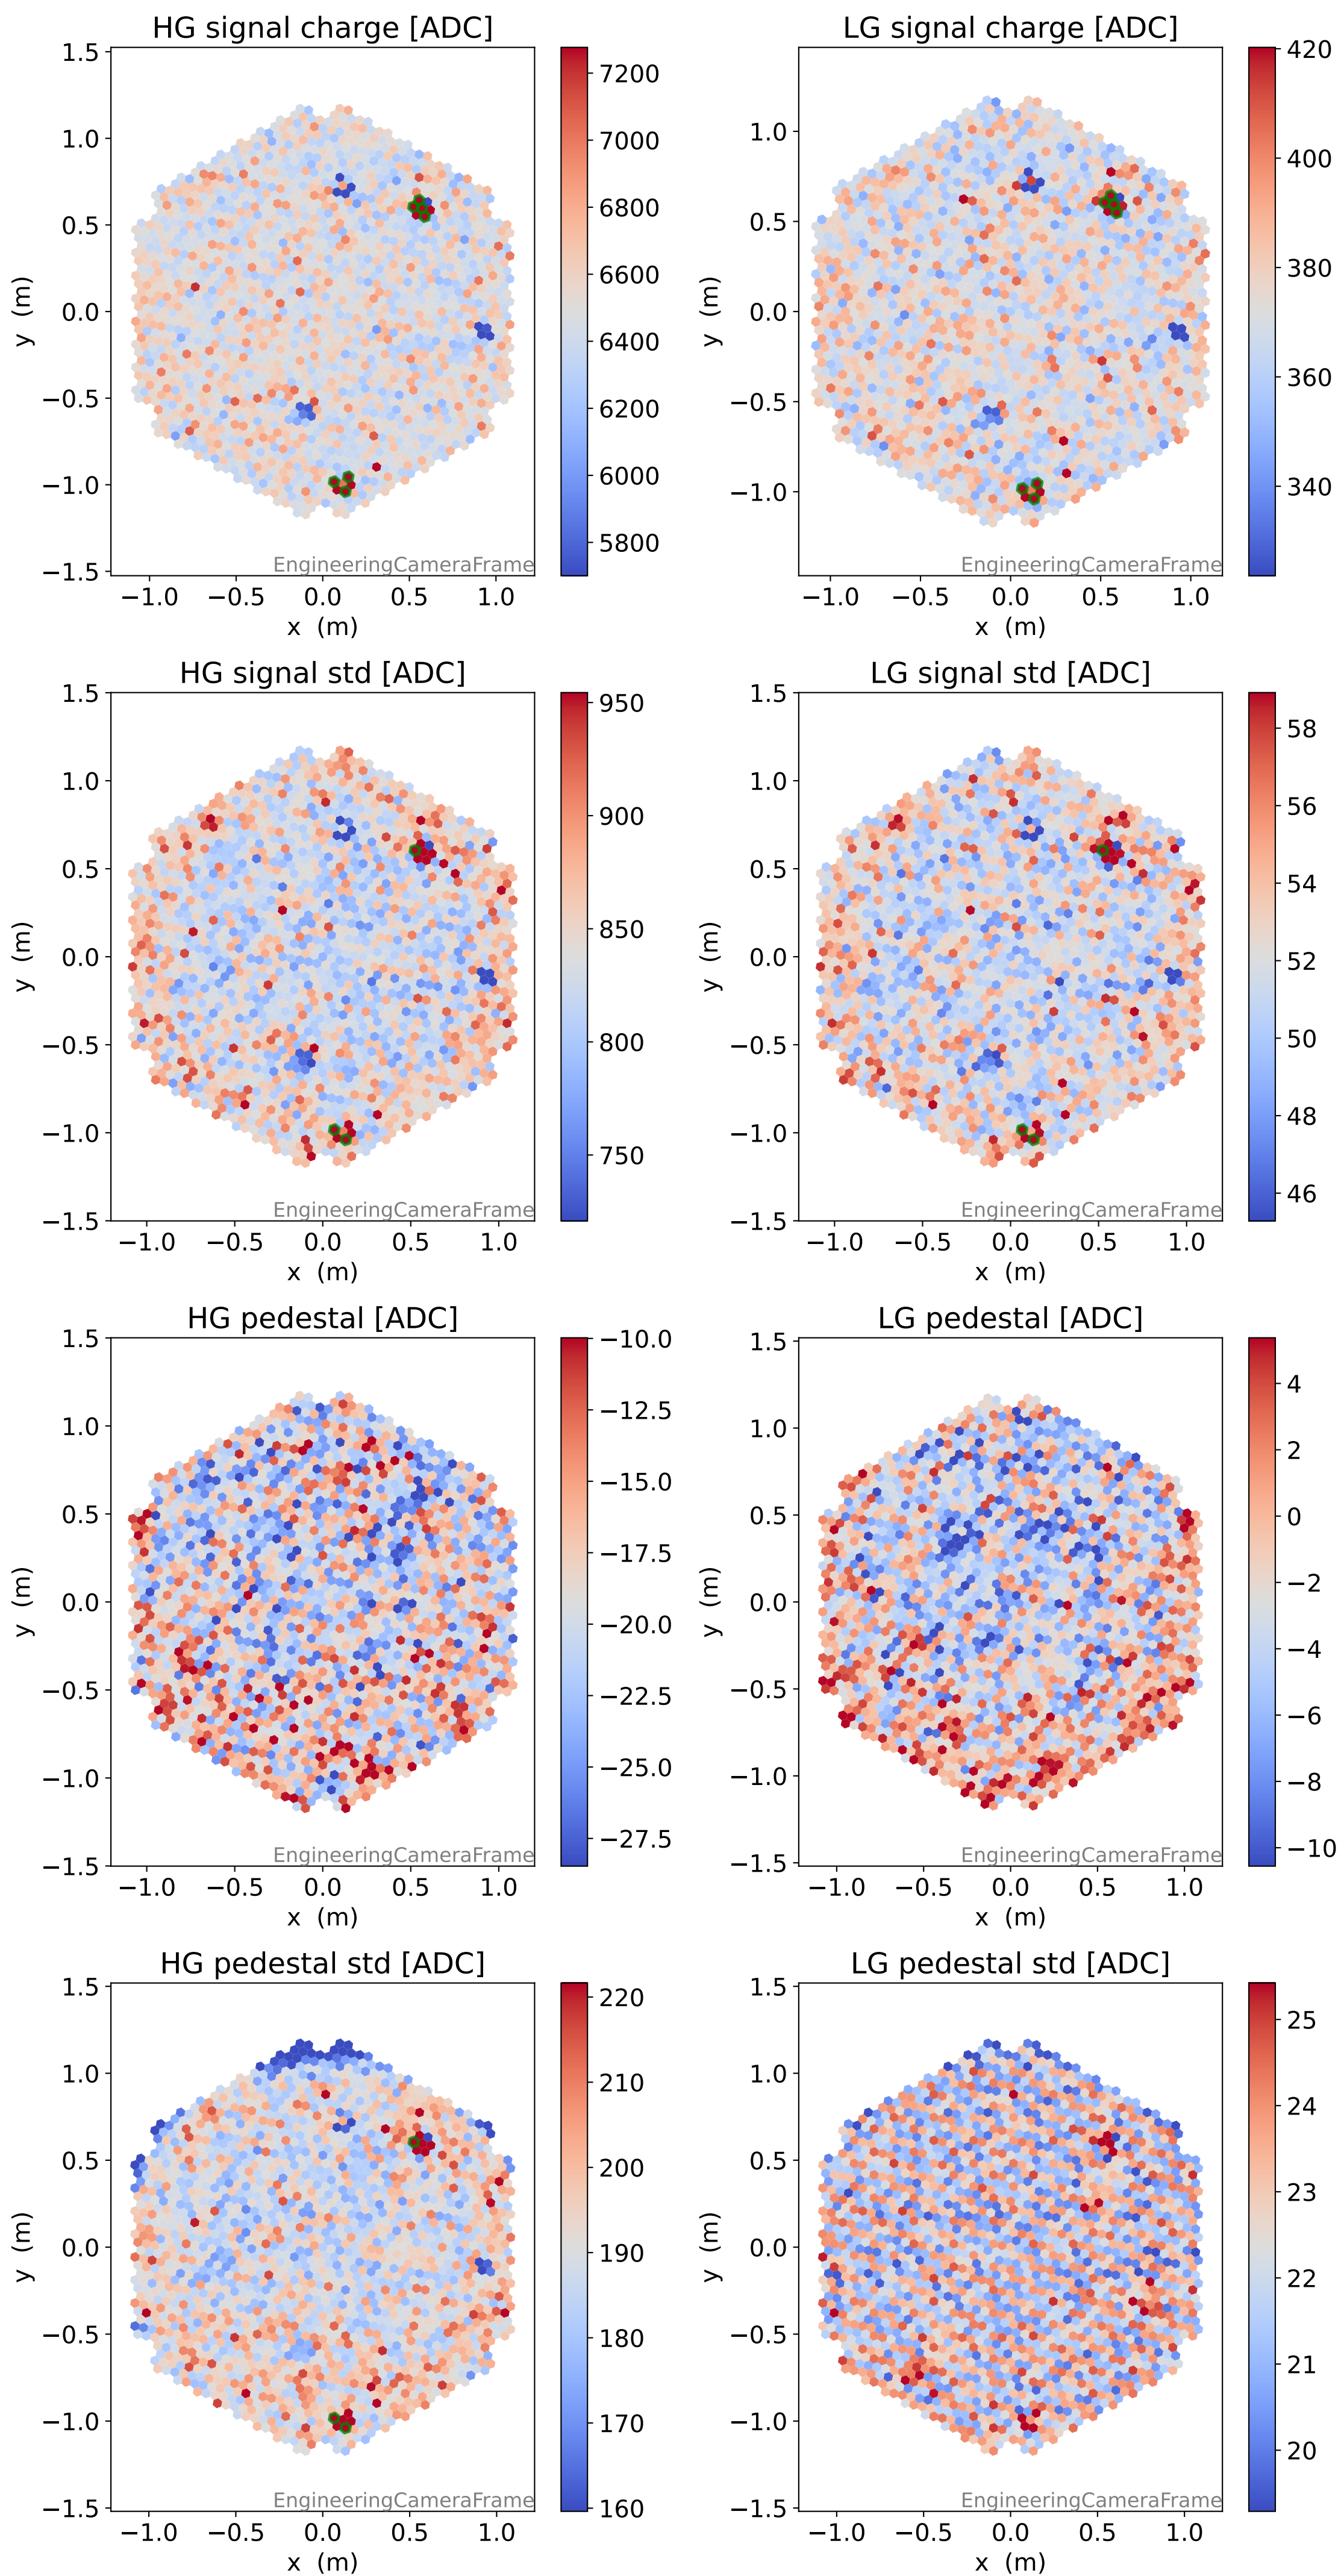 HG signal charge [ADC]
1.5
1.0
0.5
0.0
−0.5
−1.0
−1.5
y (m)
−1.0 −0.5 0.0 0.5 1.0
x (m)
EngineeringCameraFrame
7200
7000
6800
6600
6400
6200
6000
5800
LG signal charge [ADC]
1.0
0.5
0.0
−0.5
−1.0
y (m)
−1.0 −0.5 0.0 0.5 1.0
x (m)
EngineeringCameraFrame
420
400
380
360
340
HG signal std [ADC]
1.5
1.0
0.5
0.0
−0.5
−1.0
−1.5
y (m)
−1.0 −0.5 0.0 0.5 1.0
x (m)
EngineeringCameraFrame
950
900
850
800
750
LG signal std [ADC]
1.5
1.0
0.5
0.0
−0.5
−1.0
−1.5
y (m)
−1.0 −0.5 0.0 0.5 1.0
x (m)
EngineeringCameraFrame
58
56
54
52
50
48
46
HG pedestal [ADC]
1.5
1.0
0.5
0.0
−0.5
−1.0
−1.5
y (m)
−1.0 −0.5 0.0 0.5 1.0
x (m)
EngineeringCameraFrame
−10.0
−12.5
−15.0
−17.5
−20.0
−22.5
−25.0
−27.5
LG pedestal [ADC]
1.5
1.0
0.5
0.0
−0.5
−1.0
−1.5
y (m)
−1.0 −0.5 0.0 0.5 1.0
x (m)
EngineeringCameraFrame
4
2
0
−2
−4
−6
−8
−10
HG pedestal std [ADC]
1.5
1.0
0.5
0.0
−0.5
−1.0
−1.5
y (m)
−1.0 −0.5 0.0 0.5 1.0
x (m)
EngineeringCameraFrame
220
210
200
190
180
170
160
LG pedestal std [ADC]
1.5
1.0
0.5
0.0
−0.5
−1.0
−1.5
y (m)
−1.0 −0.5 0.0 0.5 1.0
x (m)
EngineeringCameraFrame
25
24
23
22
21
20